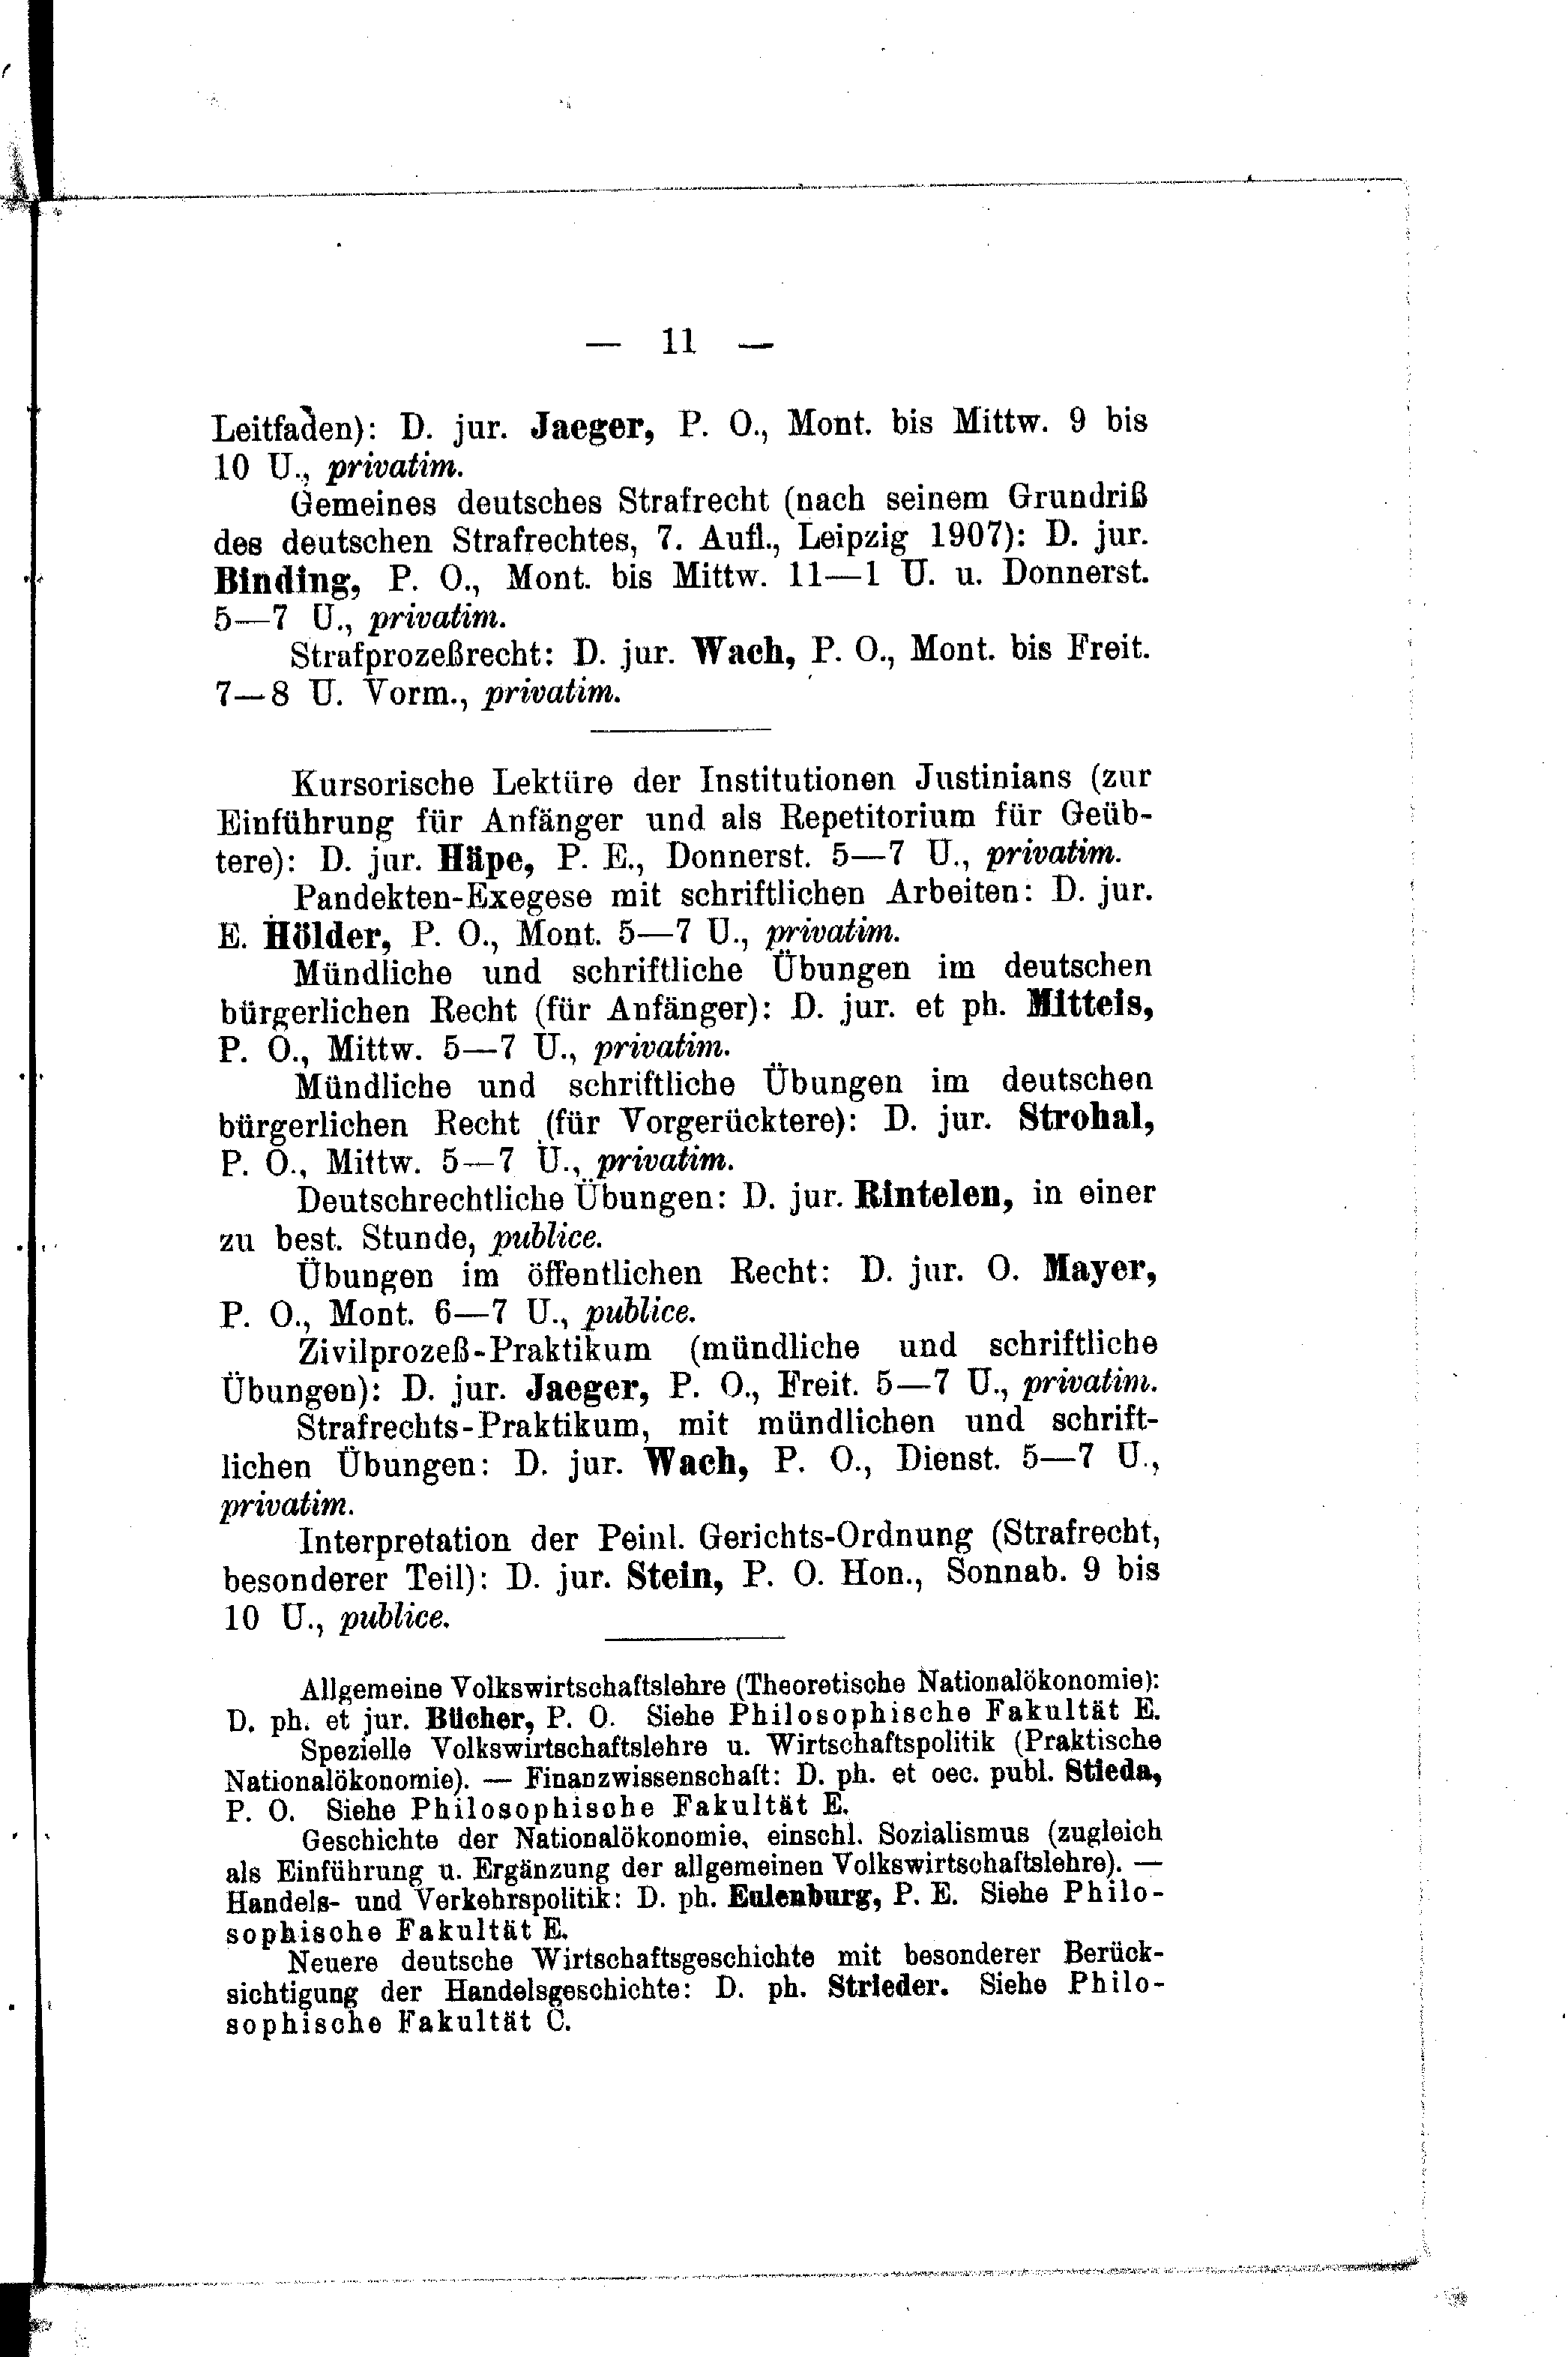 — 11 —
Leitfaden): D. jur. Jaeger, P. O., Mont. bis Mittw. 9 bis
10 U., privatim.
Gemeines deutsches Strafrecht (nach seinem Grundriß
des deutschen Strafrechtes, 7. Aufl., Leipzig 1907): D. jur.
Binding, P. O., Mont. bis Mittw. 11—1 U. u. Donnerst.
5—7 U., privatim.
Strafprozeßrecht: D. jur. Wach, P. O., Mont. bis Freit.
7—8 U. Vorm., privatim.
Kursorische Lektüre der Institutionen Justinians (zur
Einführung für Anfänger und als Repetitorium für Geüb-
tere): D. jur. Häpe, P. E., Donnerst. 5—7 U., privatim.
Pandekten-Exegese mit schriftlichen Arbeiten: D. jur.
E. Hölder, P. O., Mont. 5—7 U., privatim.
Mündliche und schriftliche Übungen im deutschen
bürgerlichen Recht (für Anfänger): D. jur. et ph. Mitteis,
P. O., Mittw. 5—7 U., privatim.
Mündliche und schriftliche Übungen im deutschen
bürgerlichen Recht (für Vorgerücktere): D. jur. Strohal,
P. O., Mittw. 5—7 U., privatim.
Deutschrechtliche Übungen: D. jur. Rintelen, in einer
zu best. Stunde, publice.
Übungen im öffentlichen Recht: D. jur. O. Mayer,
P. O., Mont. 6—7 U., publice.
Zivilprozeß-Praktikum (mündliche und schriftliche
Übungen): D. jur. Jaeger, P. O., Freit. 5—7 U., privatim.
Strafrechts-Praktikum, mit mündlichen und schrift-
lichen Übungen: D. jur. Wach, P. O., Dienst. 5—7 U.,
privatim.
Interpretation der Peinl. Gerichts-Ordnung (Strafrecht,
besonderer Teil): D. jur. Stein, P. O. Hon., Sonnab. 9 bis
10 U., publice.
Allgemeine Volkswirtschaftslehre (Theoretische Nationalökonomie):
D. ph. et jur. Bücher, P. O. Siehe Philosophische Fakultät E.
Spezielle Volkswirtschaftslehre u. Wirtschaftspolitik (Praktische
Nationalökonomie). — Finanzwissenschaft: D. ph. et oec. publ. Stieda,
P. O. Siehe Philosophische Fakultät E.
Geschichte der Nationalökonomie, einschl. Sozialismus (zugleich
als Einführung u. Ergänzung der allgemeinen Volkswirtschaftslehre). —
Handels- und Verkehrspolitik: D. ph. Eulenburg, P. E. Siehe Philo-
sophische Fakultät E.
Neuere deutsche Wirtschaftsgeschichte mit besonderer Berück-
sichtigung der Handelsgeschichte: D. ph. Strieder. Siehe Philo-
sophische Fakultät C.